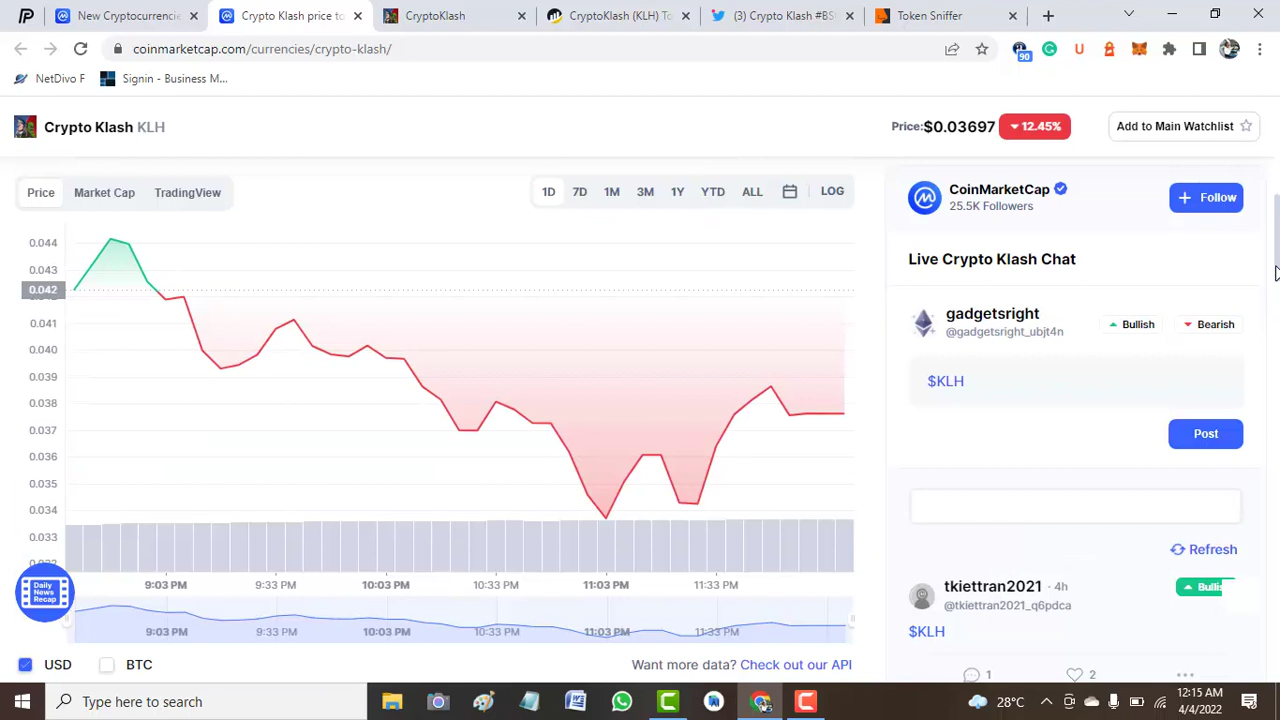 New Cryptocurrencies
Crypto Klash price to
CryptoKlash
CryptoKlash (KLH) To
(3) Crypto Klash #BS
Token Sniffer
coinmarketcap.com/currencies/crypto-klash/
90
NetDivo F
Signin - Business M...
Crypto Klash KLH
Price:$0.03697
12.45%
Add to Main Watchlist
Price
Market Cap
TradingView
1D
7D
1M
3M
1Y
YTD
ALL
LOG
CoinMarketCap
25.5K Followers
Follow
Live Crypto Klash Chat
gadgetsright
@gadgetsright_ubjt4n
Bullish
Bearish
$KLH
Post
Refresh
tkiettran2021 · 4h
@tkiettran2021_q6pdca
$KLH
1
2
0.044
0.043
0.042
0.041
0.040
0.039
0.038
0.037
0.036
0.035
0.034
0.033
9:03 PM
9:33 PM
10:03 PM
10:33 PM
11:03 PM
11:33 PM
Daily
News
Recap
9:03 PM
9:33 PM
10:03 PM
10:33 PM
11:03 PM
11:33 PM
USD
BTC
Want more data? Check out our API
Type here to search
28°C
12:15 AM
4/4/2022